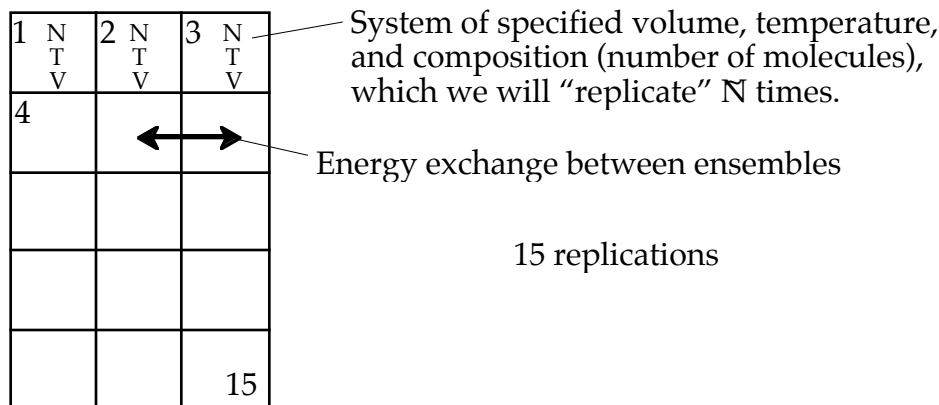 1 N T V 2 N T V 3 N T V
System of specified volume, temperature,
and composition (number of molecules),
which we will “replicate” Ñ times.
4
Energy exchange between ensembles
15 replications
15